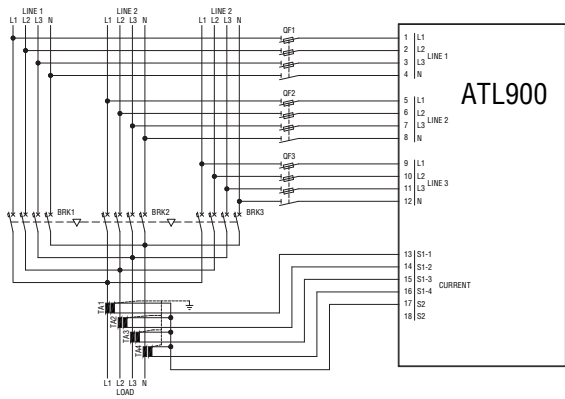 LINE 1 LINE 2 LINE 2
L1 L2 L3 N L1 L2 L3 N L1 L2 L3 N
QF1
1 L1
2 L2
LINE 1
3 L3
4 N
ATL900
QF2
5 L1
6 L2
LINE 2
7 L3
8 N
QF3
9 L1
10 L2
LINE 3
11 L3
12 N
BRK1 BRK2 BRK3
13 S1-1
14 S1-2
15 S1-3
CURRENT
16 S1-4
17 S2
18 S2
TA1
TA2
TA3
TA4
L1 L2 L3 N
LOAD